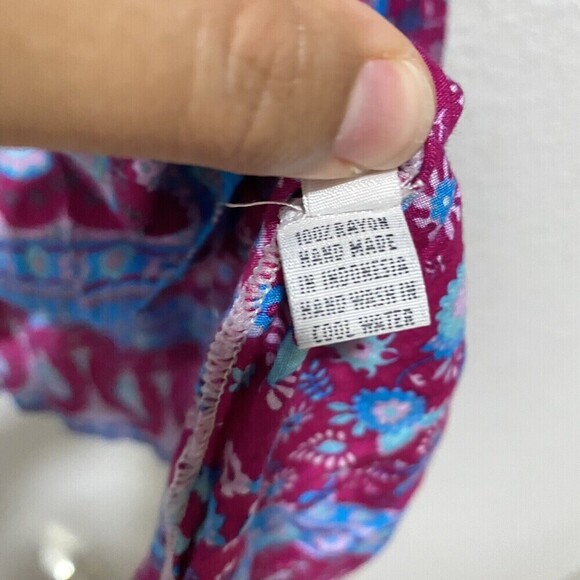 100% RAYON
HAND MADE
IN INDONESIA
HAND WASH IN
COOL WATER